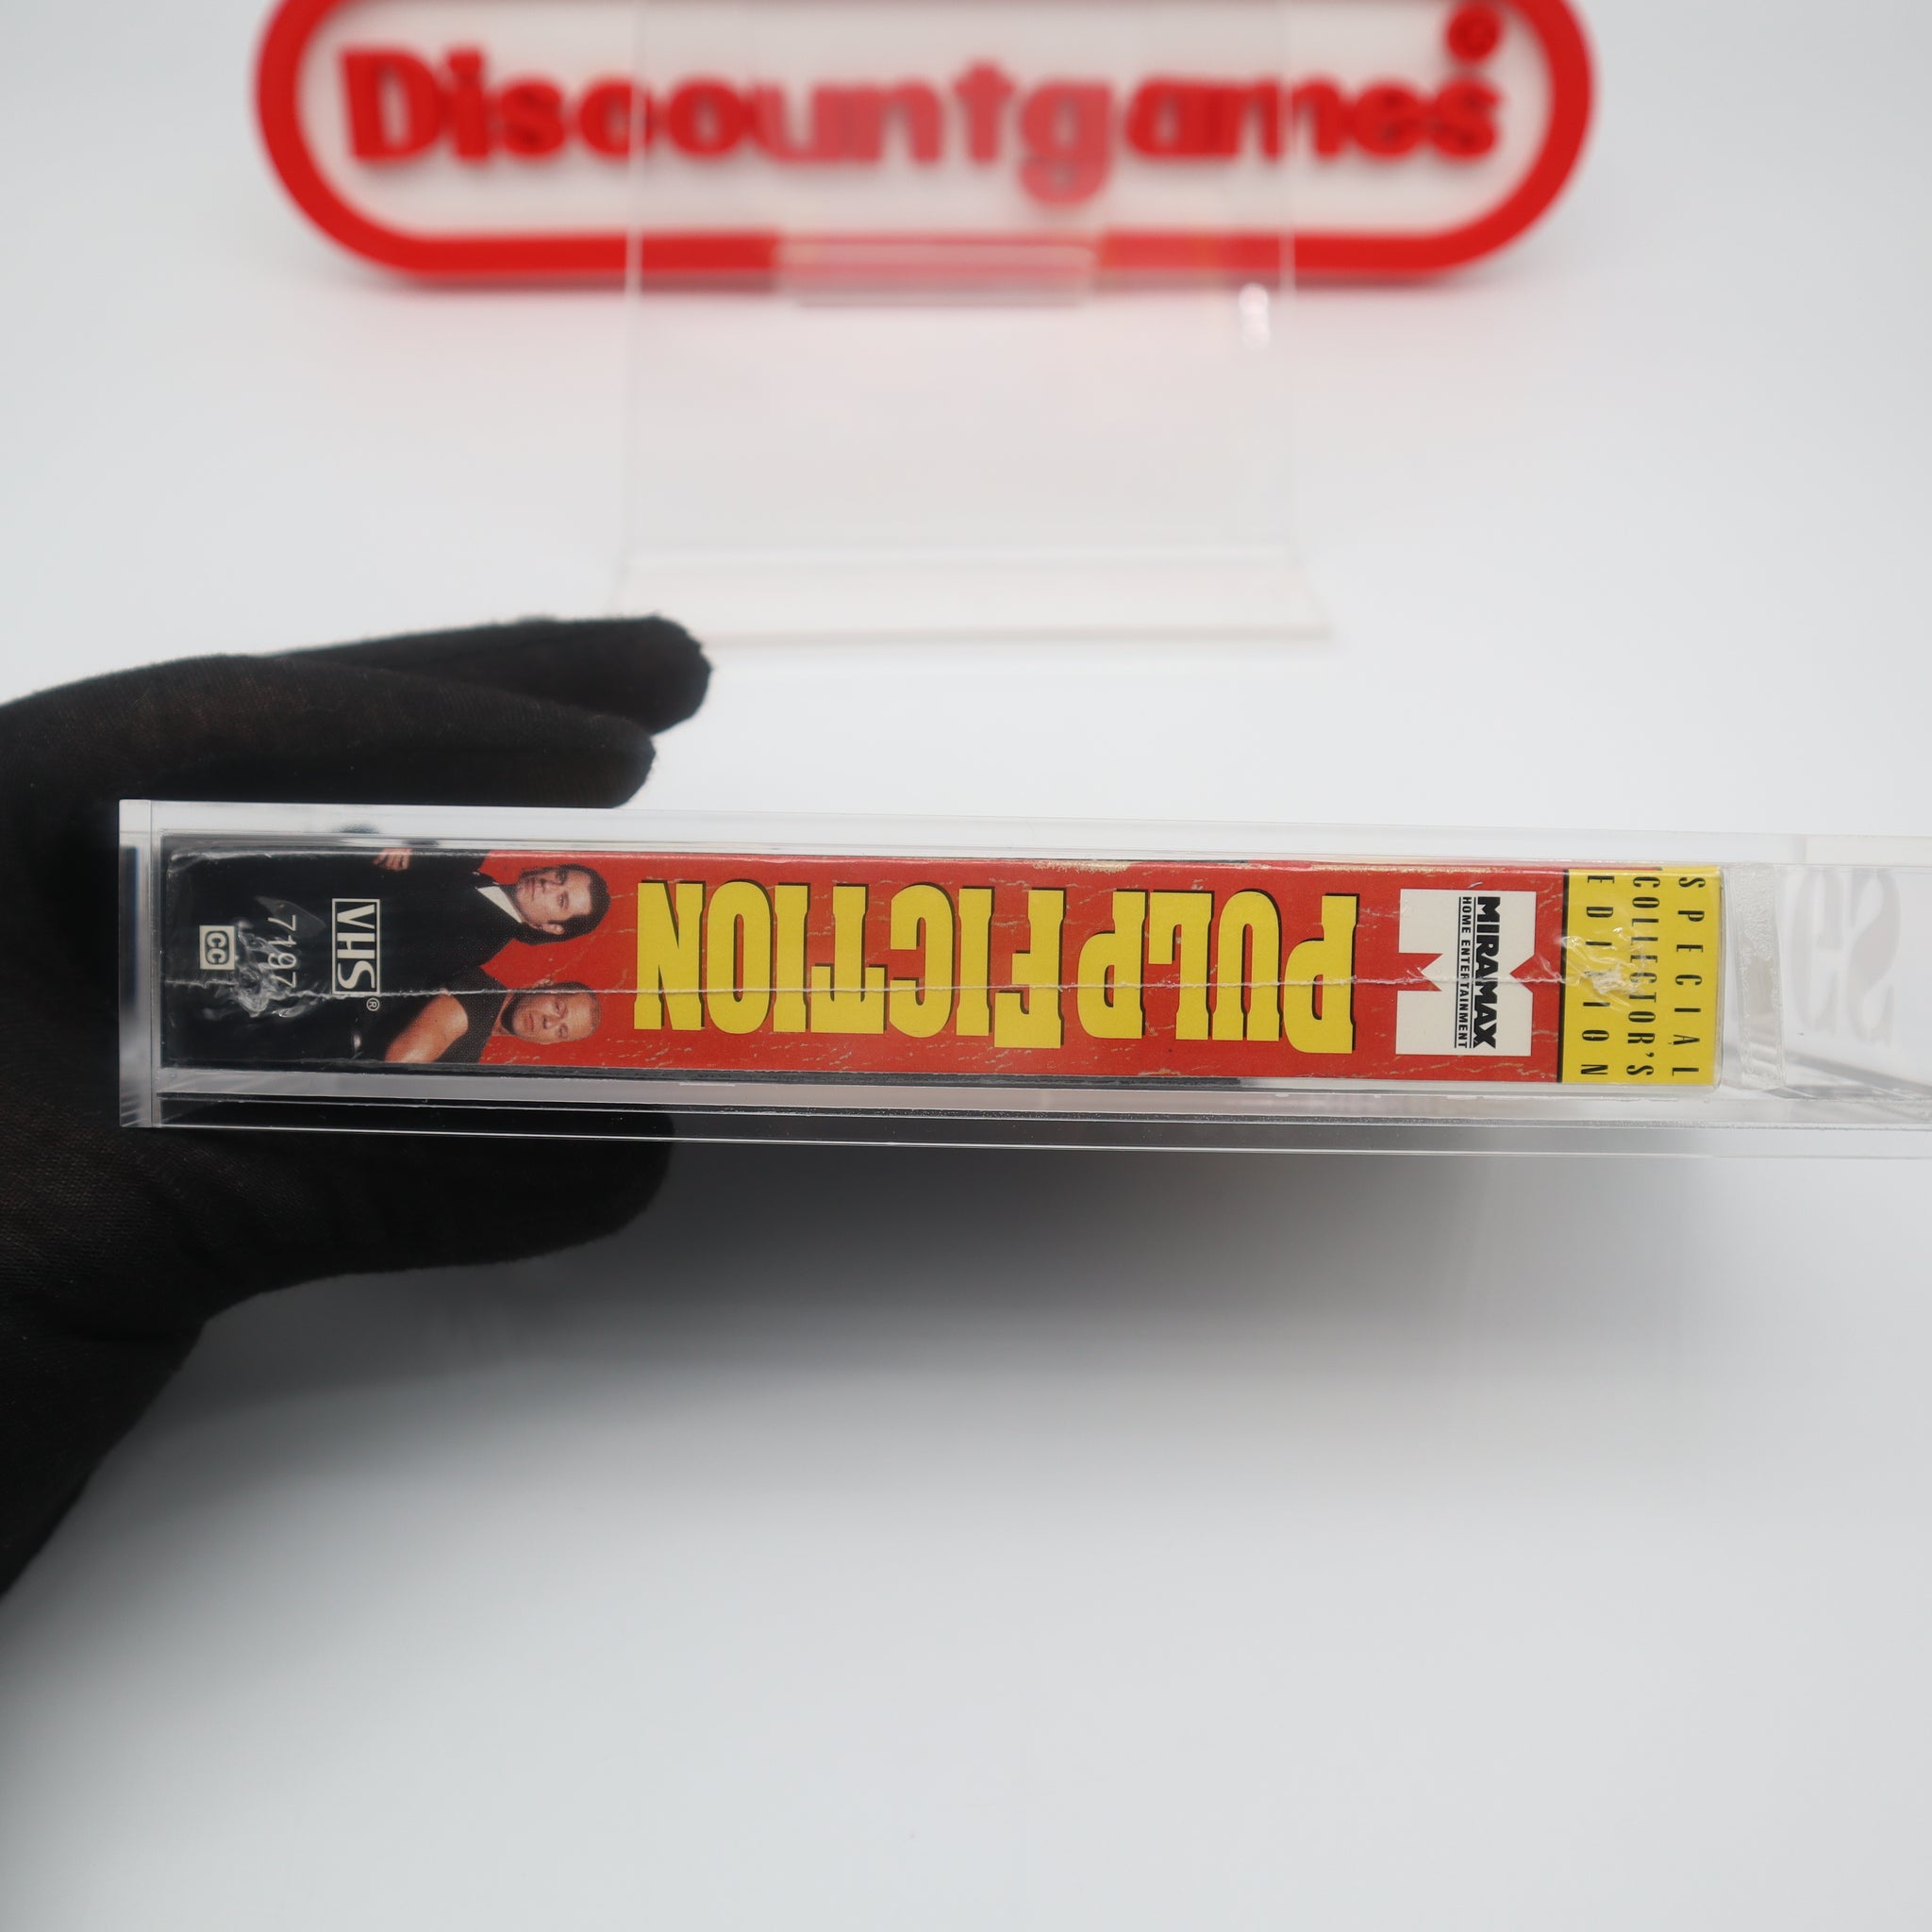 Discountgames
SPECIAL
COLLECTOR'S
EDITION
MIRAMAX
HOME ENTERTAINMENT
PULP FICTION
VHS®
7197
CC